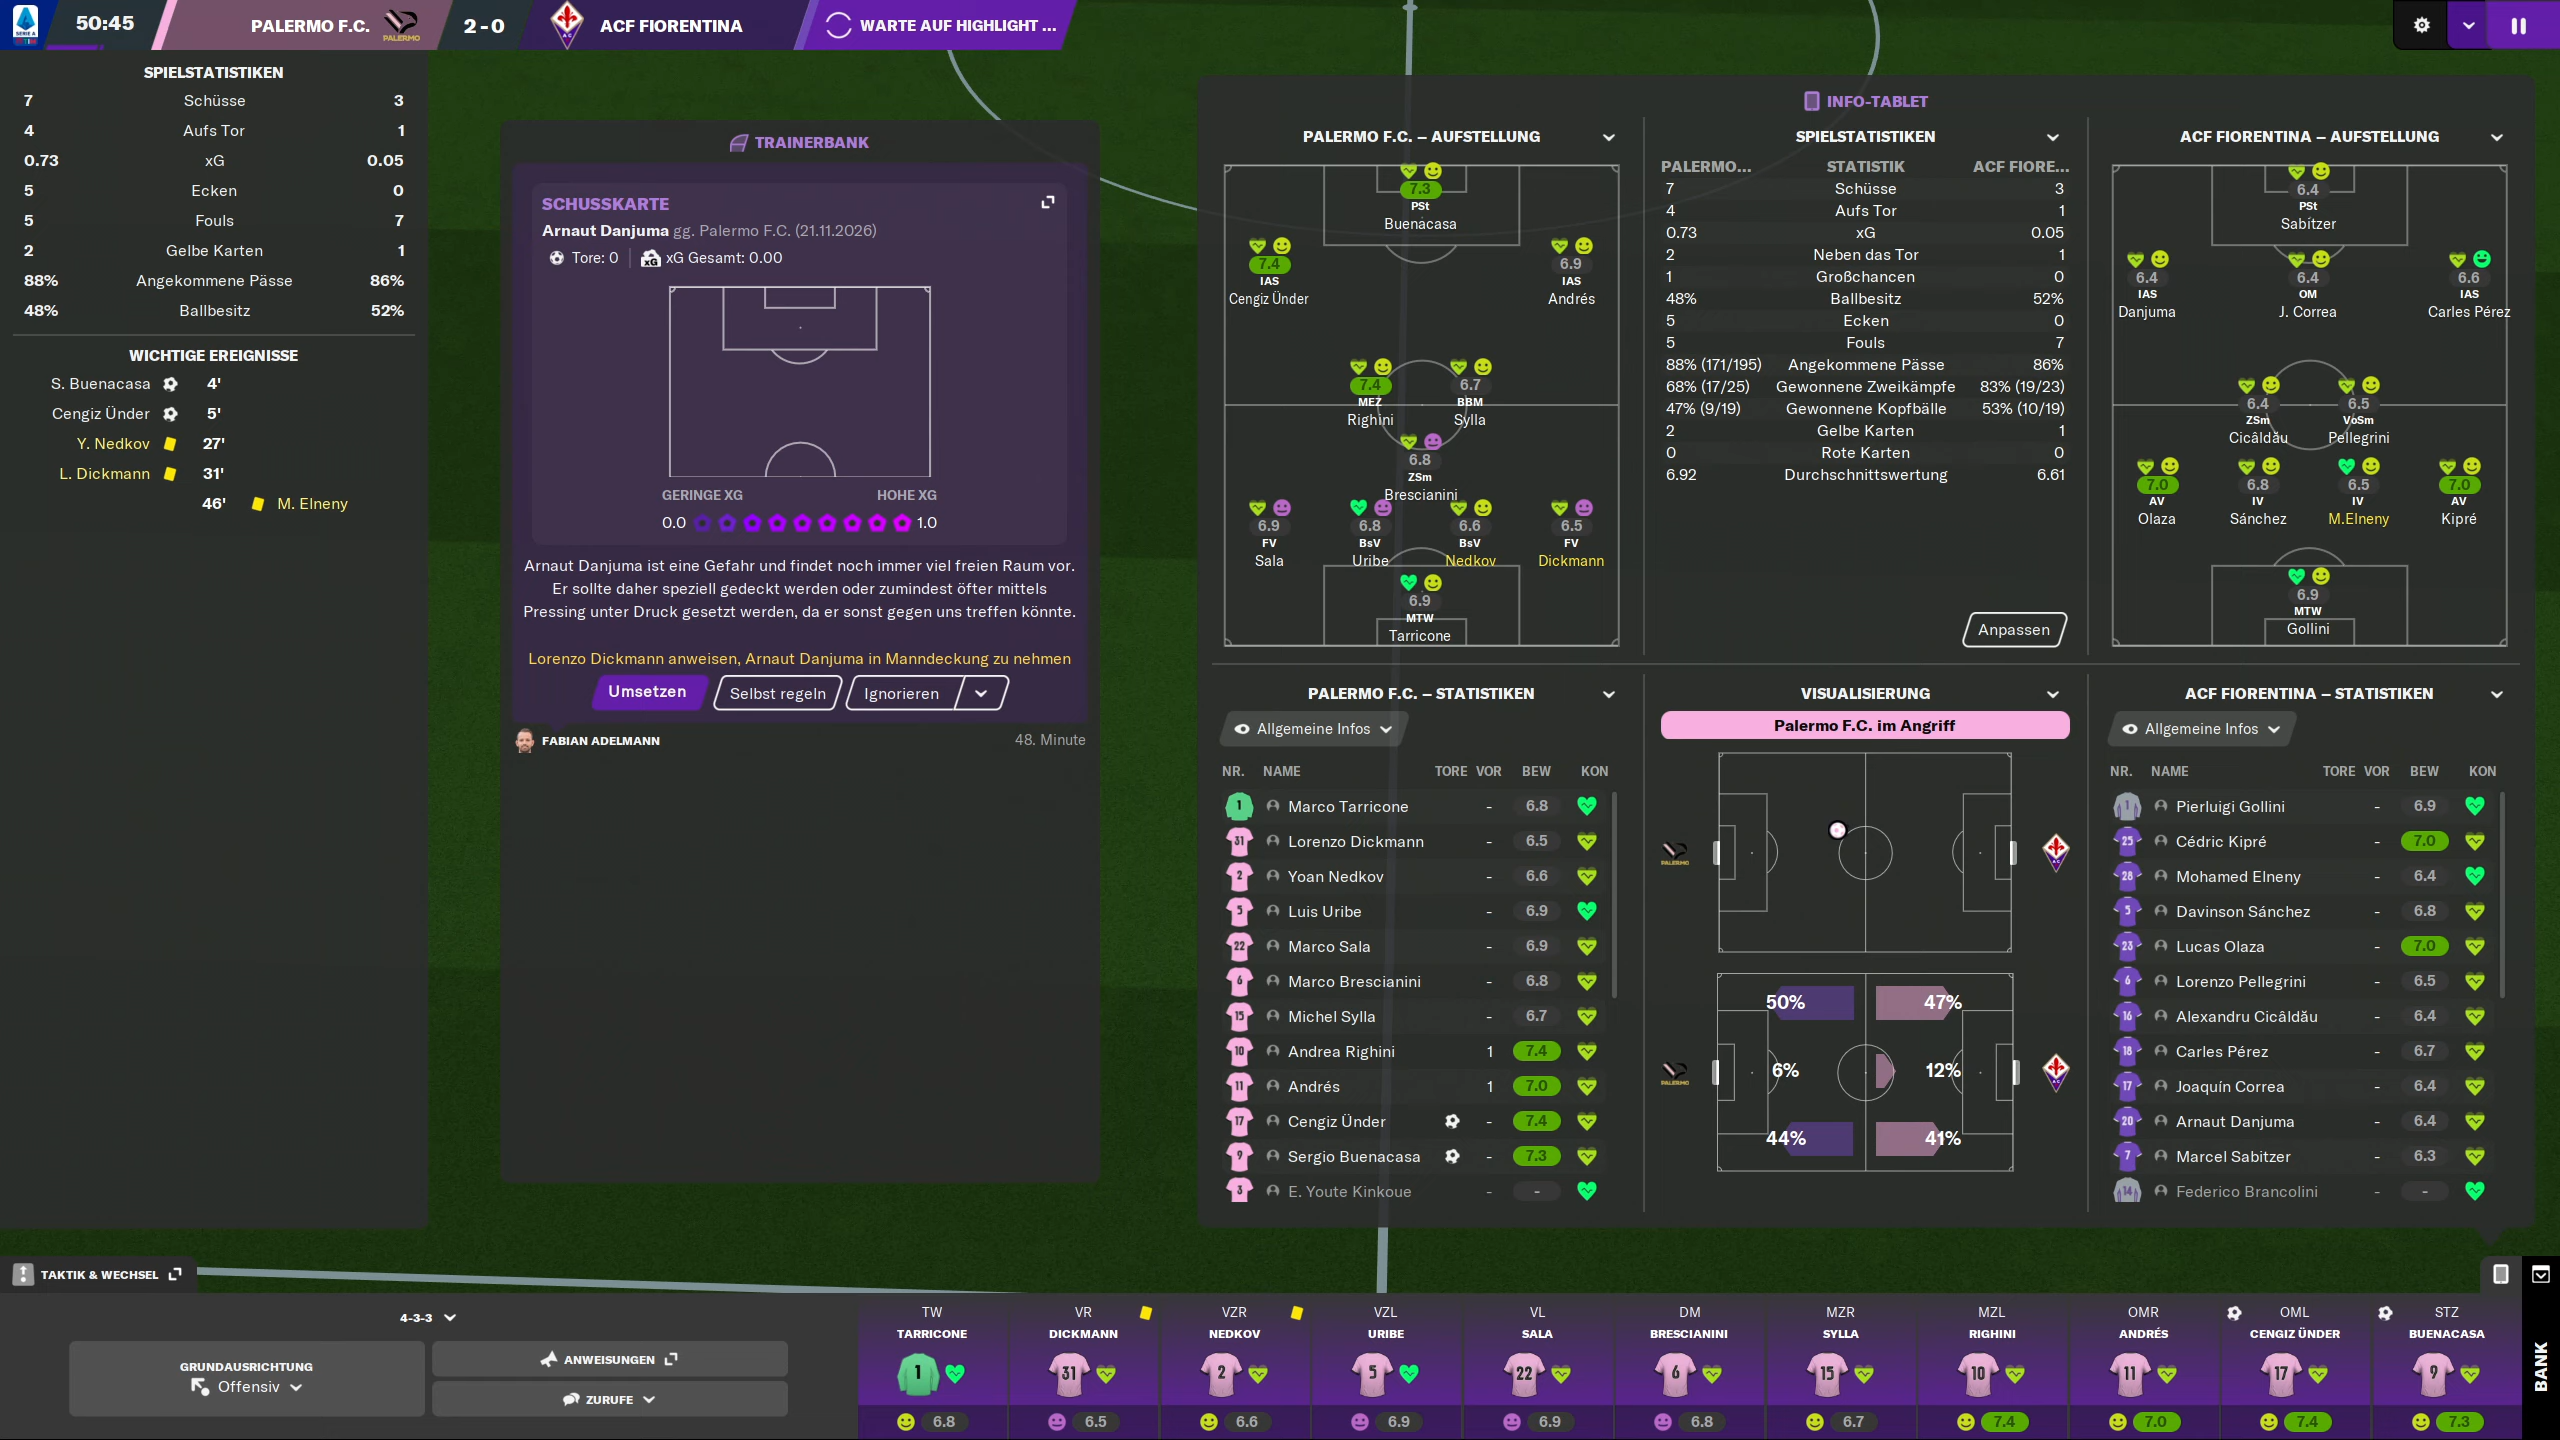 50:45
PALERMO F.C.
2 - 0
ACF FIORENTINA
WARTE AUF HIGHLIGHT ...
SPIELSTATISTIKEN
7 Schüsse 3
4 Aufs Tor 1
0.73 xG 0.05
5 Ecken 0
5 Fouls 7
2 Gelbe Karten 1
88% Angekommene Pässe 86%
48% Ballbesitz 52%
WICHTIGE EREIGNISSE
S. Buenacasa 4'
Cengiz Ünder 5'
Y. Nedkov 27'
L. Dickmann 31'
46' M. Elneny
TRAINERBANK
SCHUSSKARTE
Arnaut Danjuma gg. Palermo F.C. (21.11.2026)
Tore: 0 xG Gesamt: 0.00
GERINGE XG HOHE XG
0.0 1.0
Arnaut Danjuma ist eine Gefahr und findet noch immer viel freien Raum vor.
Er sollte daher speziell gedeckt werden oder zumindest öfter mittels
Pressing unter Druck gesetzt werden, da er sonst gegen uns treffen könnte.
Lorenzo Dickmann anweisen, Arnaut Danjuma in Manndeckung zu nehmen
Umsetzen Selbst regeln Ignorieren
FABIAN ADELMANN 48. Minute
INFO-TABLET
PALERMO F.C. – AUFSTELLUNG
7.3
PSt
Buenacasa
7.4 6.9
IAS IAS
Cengiz Ünder Andrés
7.4 6.7
MEZ BBM
Righini Sylla
6.8
ZSm
Brescianini
6.9 6.8 6.6 6.5
FV BsV BsV FV
Sala Uribe Nedkov Dickmann
6.9
MTW
Tarricone
SPIELSTATISTIKEN
PALERMO... STATISTIK ACF FIORE...
7 Schüsse 3
4 Aufs Tor 1
0.73 xG 0.05
2 Neben das Tor 1
1 Großchancen 0
48% Ballbesitz 52%
5 Ecken 0
5 Fouls 7
88% (171/195) Angekommene Pässe 86%
68% (17/25) Gewonnene Zweikämpfe 83% (19/23)
47% (9/19) Gewonnene Kopfbälle 53% (10/19)
2 Gelbe Karten 1
0 Rote Karten 0
6.92 Durchschnittswertung 6.61
Anpassen
ACF FIORENTINA – AUFSTELLUNG
6.4
PSt
Sabitzer
6.4 6.4 6.6
IAS OM IAS
Danjuma J. Correa Carles Pérez
6.4 6.5
ZSm VoSm
Cicâldău Pellegrini
7.0 6.8 6.5 7.0
AV IV IV AV
Olaza Sánchez M.Elneny Kipré
6.9
MTW
Gollini
PALERMO F.C. – STATISTIKEN
Allgemeine Infos
NR. NAME TORE VOR BEW KON
1 Marco Tarricone - 6.8
31 Lorenzo Dickmann - 6.5
2 Yoan Nedkov - 6.6
5 Luis Uribe - 6.9
22 Marco Sala - 6.9
6 Marco Brescianini - 6.8
15 Michel Sylla - 6.7
10 Andrea Righini 1 7.4
11 Andrés 1 7.0
17 Cengiz Ünder - 7.4
9 Sergio Buenacasa - 7.3
3 E. Youte Kinkoue - -
VISUALISIERUNG
Palermo F.C. im Angriff
PALERMO
50% 47%
6% 12%
PALERMO
44% 41%
ACF FIORENTINA – STATISTIKEN
Allgemeine Infos
NR. NAME TORE VOR BEW KON
1 Pierluigi Gollini - 6.9
25 Cédric Kipré - 7.0
28 Mohamed Elneny - 6.4
5 Davinson Sánchez - 6.8
23 Lucas Olaza - 7.0
6 Lorenzo Pellegrini - 6.5
16 Alexandru Cicâldău - 6.4
18 Carles Pérez - 6.7
17 Joaquín Correa - 6.4
20 Arnaut Danjuma - 6.4
7 Marcel Sabitzer - 6.3
14 Federico Brancolini - -
TAKTIK & WECHSEL
4-3-3
GRUNDAUSRICHTUNG
Offensiv
ANWEISUNGEN
ZURUFE
TW VR VZR VZL VL DM MZR MZL OMR OML STZ
TARRICONE DICKMANN NEDKOV URIBE SALA BRESCIANINI SYLLA RIGHINI ANDRÉS CENGIZ ÜNDER BUENACASA
1 31 2 5 22 6 15 10 11 17 9
6.8 6.5 6.6 6.9 6.9 6.8 6.7 7.4 7.0 7.4 7.3
BANK